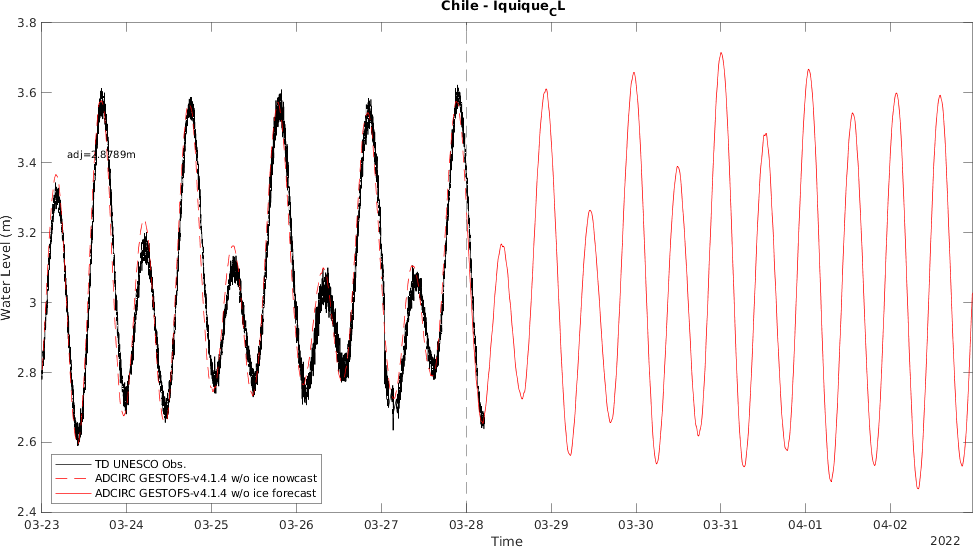 Chile - Iquique_CL
3.8
3.6
3.4
3.2
3
2.8
2.6
2.4
Water Level (m)
adj=2.8789m
TD UNESCO Obs.
ADCIRC GESTOFS-v4.1.4 w/o ice nowcast
ADCIRC GESTOFS-v4.1.4 w/o ice forecast
03-23 03-24 03-25 03-26 03-27 03-28 03-29 03-30 03-31 04-01 04-02
Time
2022